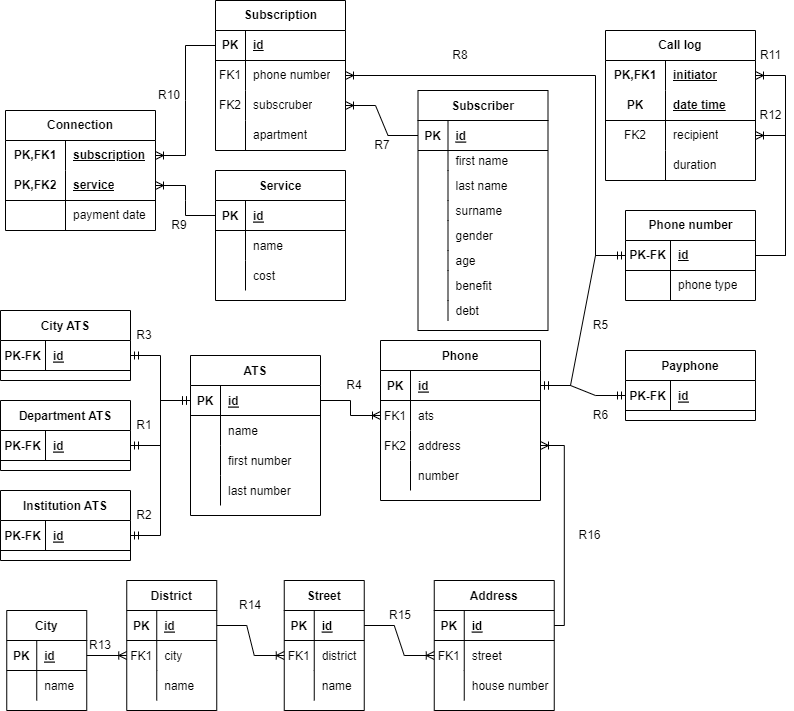 Subscription
PK id
FK1 phone number
FK2 subscruber
apartment
R8
Call log
PK,FK1 initiator
PK date time
FK2 recipient
duration
R11
R12
R10
Connection
PK,FK1 subscription
PK,FK2 service
payment date
R7
Subscriber
PK id
first name
last name
surname
gender
age
benefit
debt
R9
Service
PK id
name
cost
Phone number
PK-FK id
phone type
City ATS
PK-FK id
R3
Department ATS
PK-FK id
R1
Institution ATS
PK-FK id
R2
ATS
PK id
name
first number
last number
R4
Phone
PK id
FK1 ats
FK2 address
number
R5
Payphone
PK-FK id
R6
R16
City
PK id
name
R13
District
PK id
FK1 city
name
R14
Street
PK id
FK1 district
name
R15
Address
PK id
FK1 street
house number